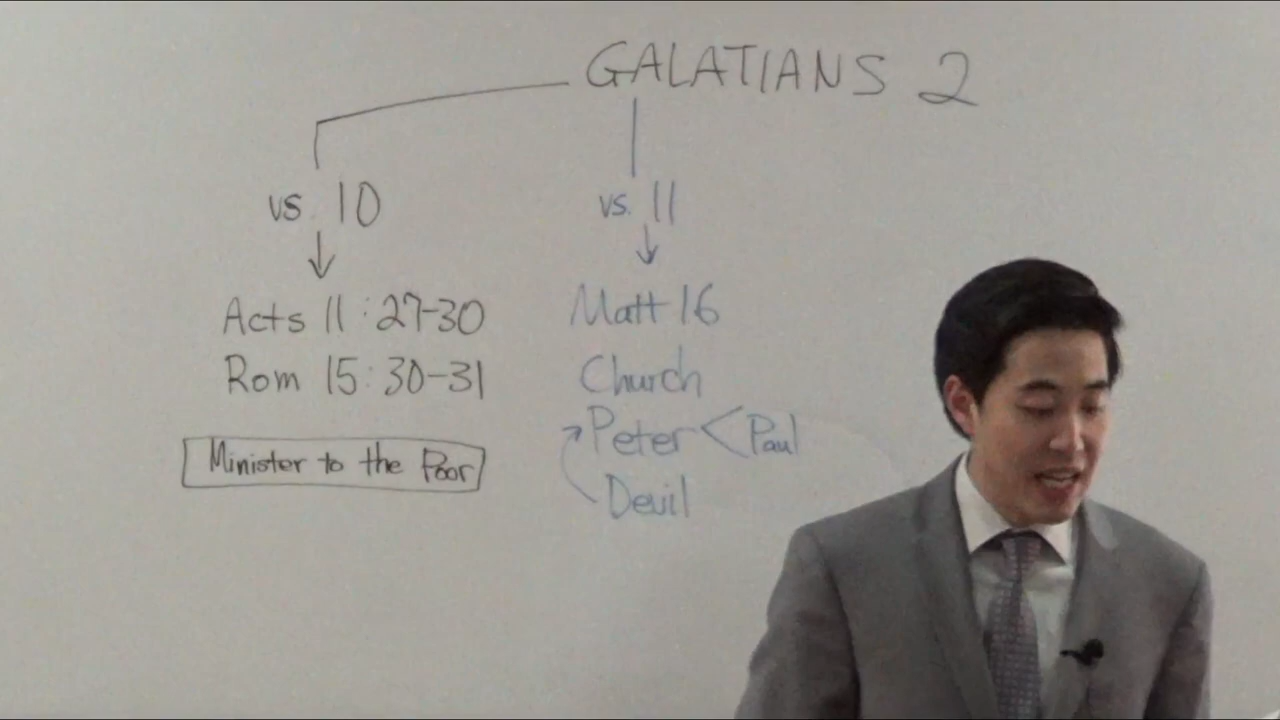 GALATIANS 2
vs. 10
Acts 11:27-30
Rom 15:30-31
Minister to the Poor
vs. 11
Matt 16
Church
Peter < Paul
Devil